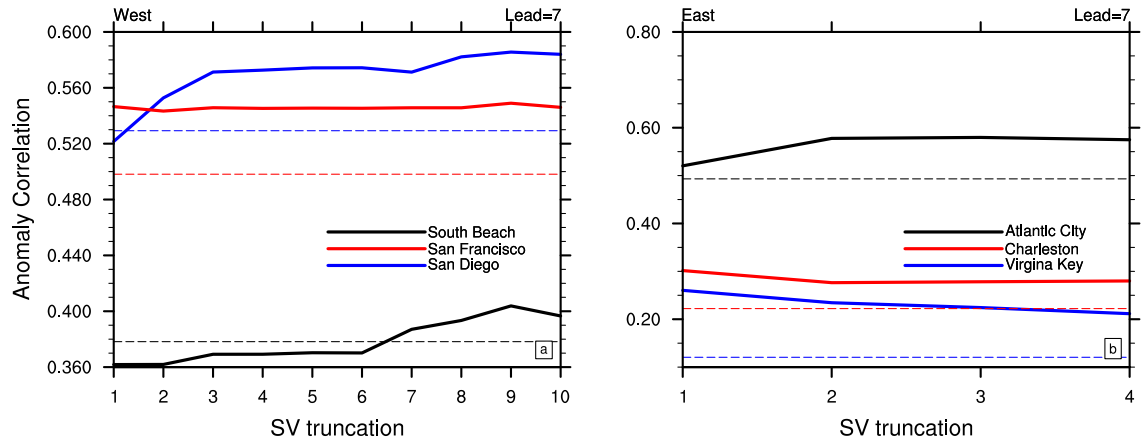 West Lead=7
Anomaly Correlation
0.600
0.560
0.520
0.480
0.440
0.400
0.360
South Beach
San Francisco
San Diego
a
1 2 3 4 5 6 7 8 9 10
SV truncation
East Lead=7
0.80
0.60
0.40
0.20
Atlantic CIty
Charleston
Virgina Key
b
1 2 3 4
SV truncation